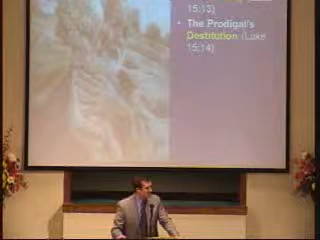 15:13)
• The Prodigal's
Destitution (Luke
15:14)